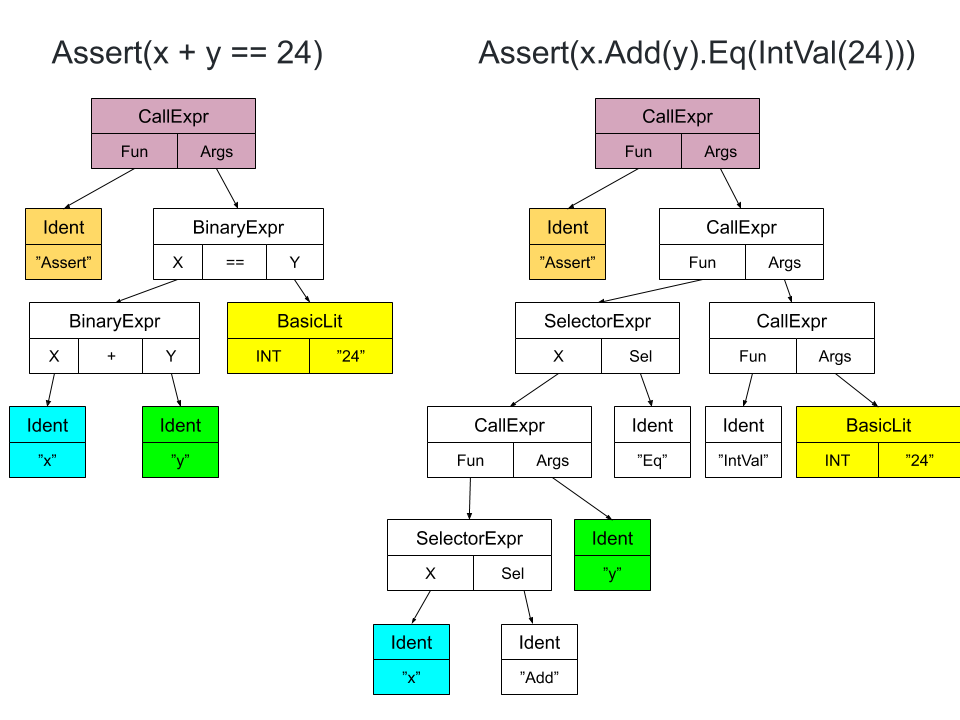 Assert(x + y == 24)
Assert(x.Add(y).Eq(IntVal(24)))
CallExpr
Fun Args
Ident
”Assert”
BinaryExpr
X == Y
BinaryExpr
X + Y
BasicLit
INT ”24”
Ident
”x”
Ident
”y”
CallExpr
Fun Args
Ident
”Assert”
CallExpr
Fun Args
SelectorExpr
X Sel
CallExpr
Fun Args
CallExpr
Fun Args
Ident
”Eq”
Ident
”IntVal”
BasicLit
INT ”24”
SelectorExpr
X Sel
Ident
”y”
Ident
”x”
Ident
”Add”